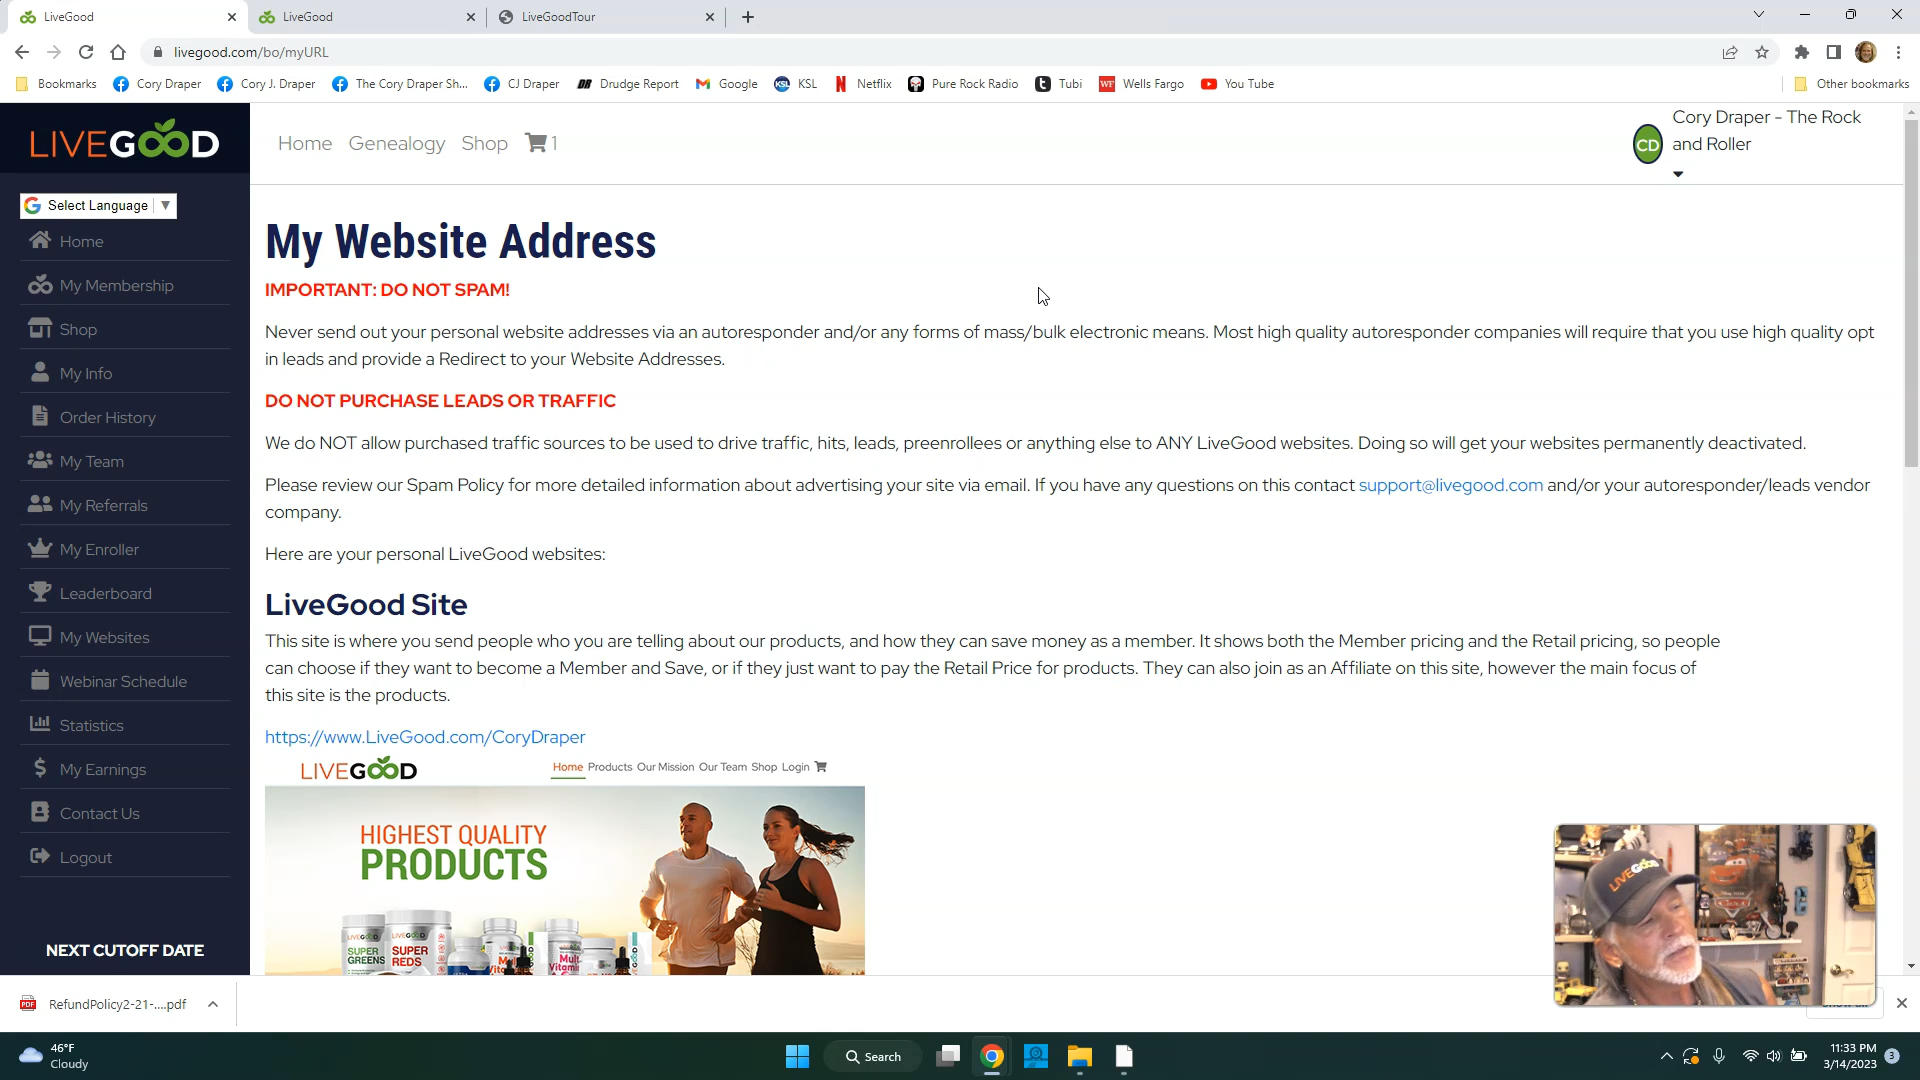 LiveGood
LiveGood
LiveGoodTour
livegood.com/bo/myURL
Bookmarks
Cory Draper
Cory J. Draper
The Cory Draper Sh...
CJ Draper
DR Drudge Report
Google
KSL KSL
Netflix
Pure Rock Radio
Tubi
WF Wells Fargo
You Tube
Other bookmarks
LIVEGOOD
Home Genealogy Shop 1
CD Cory Draper - The Rock
and Roller
Select Language
Home
My Membership
Shop
My Info
Order History
My Team
My Referrals
My Enroller
Leaderboard
My Websites
Webinar Schedule
Statistics
My Earnings
Contact Us
Logout
NEXT CUTOFF DATE
My Website Address
IMPORTANT: DO NOT SPAM!
Never send out your personal website addresses via an autoresponder and/or any forms of mass/bulk electronic means. Most high quality autoresponder companies will require that you use high quality opt
in leads and provide a Redirect to your Website Addresses.
DO NOT PURCHASE LEADS OR TRAFFIC
We do NOT allow purchased traffic sources to be used to drive traffic, hits, leads, preenrollees or anything else to ANY LiveGood websites. Doing so will get your websites permanently deactivated.
Please review our Spam Policy for more detailed information about advertising your site via email. If you have any questions on this contact support@livegood.com and/or your autoresponder/leads vendor
company.
Here are your personal LiveGood websites:
LiveGood Site
This site is where you send people who you are telling about our products, and how they can save money as a member. It shows both the Member pricing and the Retail pricing, so people
can choose if they want to become a Member and Save, or if they just want to pay the Retail Price for products. They can also join as an Affiliate on this site, however the main focus of
this site is the products.
https://www.LiveGood.com/CoryDraper
LIVEGOOD
Home Products Our Mission Our Team Shop Login
HIGHEST QUALITY
PRODUCTS
LIVEGOOD
SUPER
GREENS
LIVEGOOD
SUPER
REDS
LIVEGOOD
Cars
PDF RefundPolicy2-21-....pdf
46°F
Cloudy
Search
11:33 PM
3/14/2023
3